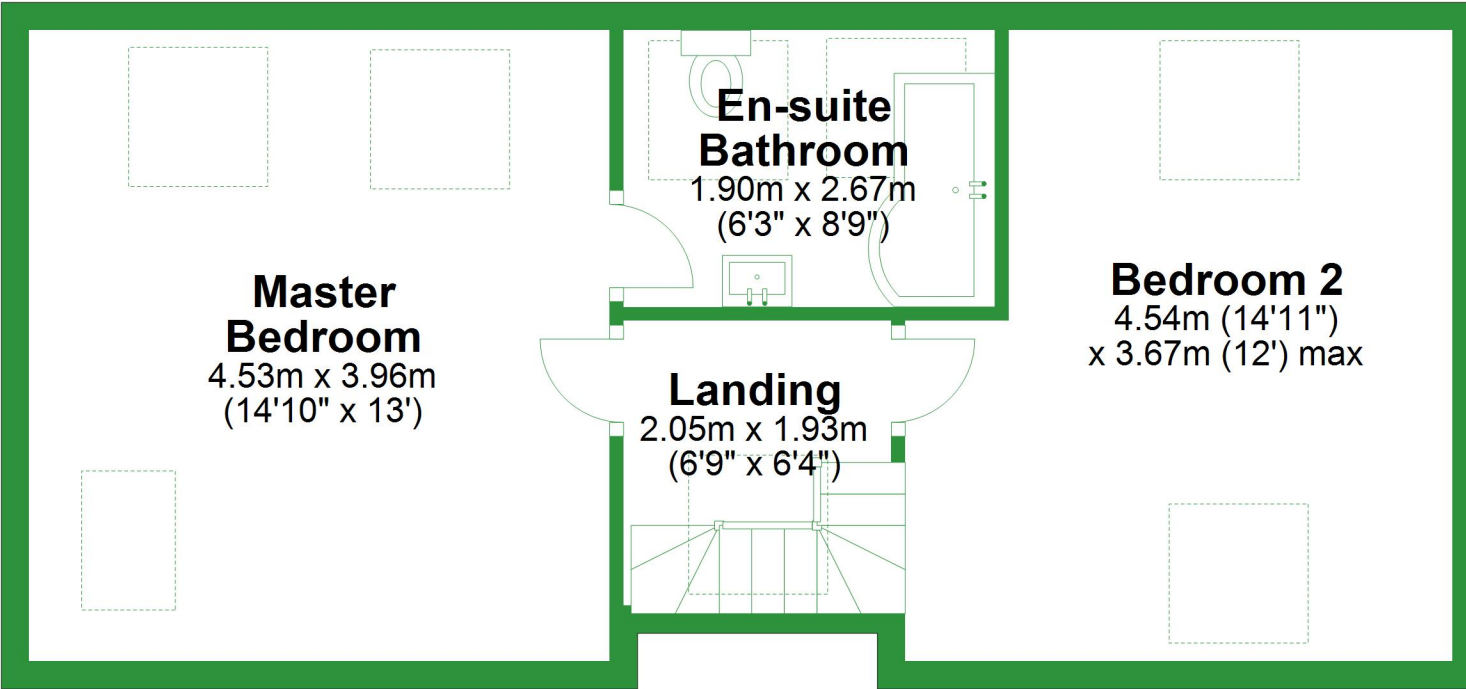 En-suite
Bathroom
1.90m x 2.67m
(6'3" x 8'9")
Master
Bedroom
4.53m x 3.96m
(14'10" x 13')
Bedroom 2
4.54m (14'11")
x 3.67m (12') max
Landing
2.05m x 1.93m
(6'9" x 6'4")